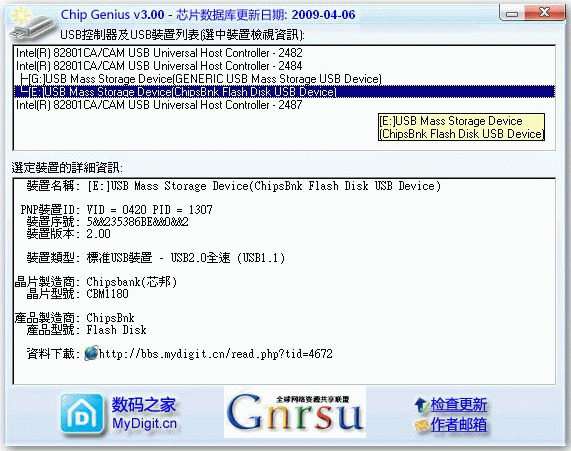 Chip Genius v3.00 - 芯片数据库更新日期: 2009-04-06
USB控制器及USB裝置列表(選中裝置檢視資訊):
Intel(R) 82801CA/CAM USB Universal Host Controller - 2482
Intel(R) 82801CA/CAM USB Universal Host Controller - 2484
├[G:]USB Mass Storage Device(GENERIC USB Mass Storage USB Device)
└[E:]USB Mass Storage Device(ChipsBnk Flash Disk USB Device)
Intel(R) 82801CA/CAM USB Universal Host Controller - 2487
[E:]USB Mass Storage Device
(ChipsBnk Flash Disk USB Device)
選定裝置的詳細資訊:
裝置名稱: [E:]USB Mass Storage Device(ChipsBnk Flash Disk USB Device)
PNP裝置ID: VID = 0420 PID = 1307
裝置序號: 5&&235386BE&&0&&2
裝置版本: 2.00
裝置類型: 標准USB裝置 - USB2.0全速 (USB1.1)
晶片製造商: Chipsbank(芯邦)
晶片型號: CBM1180
產品製造商: ChipsBnk
產品型號: Flash Disk
資料下載: http://bbs.mydigit.cn/read.php?tid=4672
数码之家
MyDigit.cn
全球网络资源共享联盟
Gnrsu
检查更新
作者邮箱